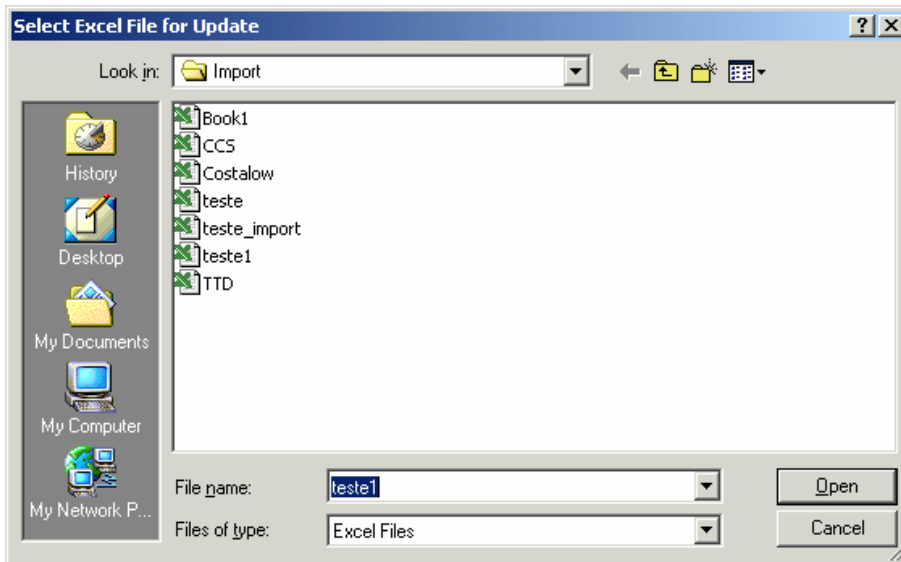 Select Excel File for Update
Look in: Import
Book1
CCS
Costalow
teste
teste_import
teste1
TTD
History
Desktop
My Documents
My Computer
My Network P...
File name: teste1 Open
Files of type: Excel Files Cancel